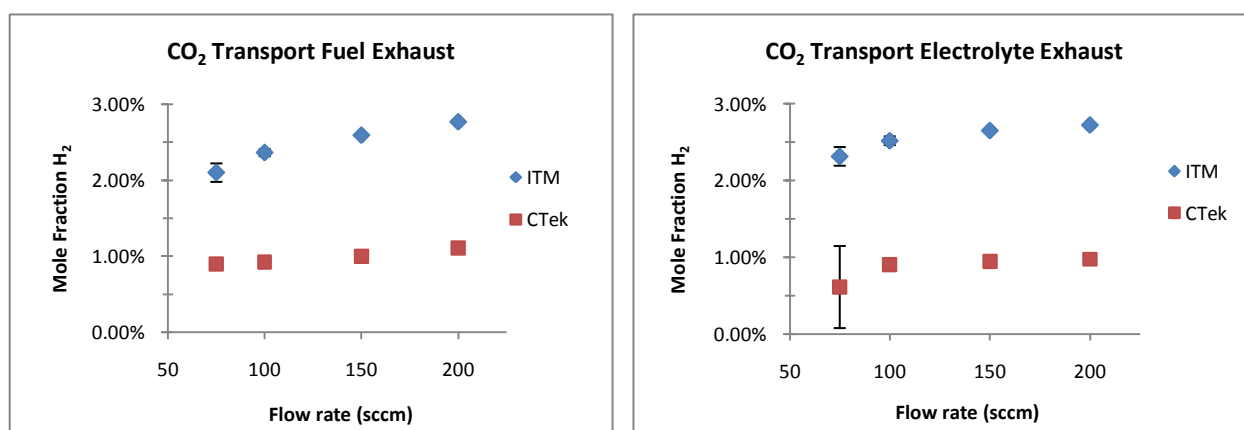 CO₂ Transport Fuel Exhaust
3.00%
2.00%
1.00%
0.00%
50 100 150 200
Mole Fraction H₂
Flow rate (sccm)
ITM
CTek
CO₂ Transport Electrolyte Exhaust
3.00%
2.00%
1.00%
0.00%
50 100 150 200
Mole Fraction H₂
Flow rate (sccm)
ITM
CTek